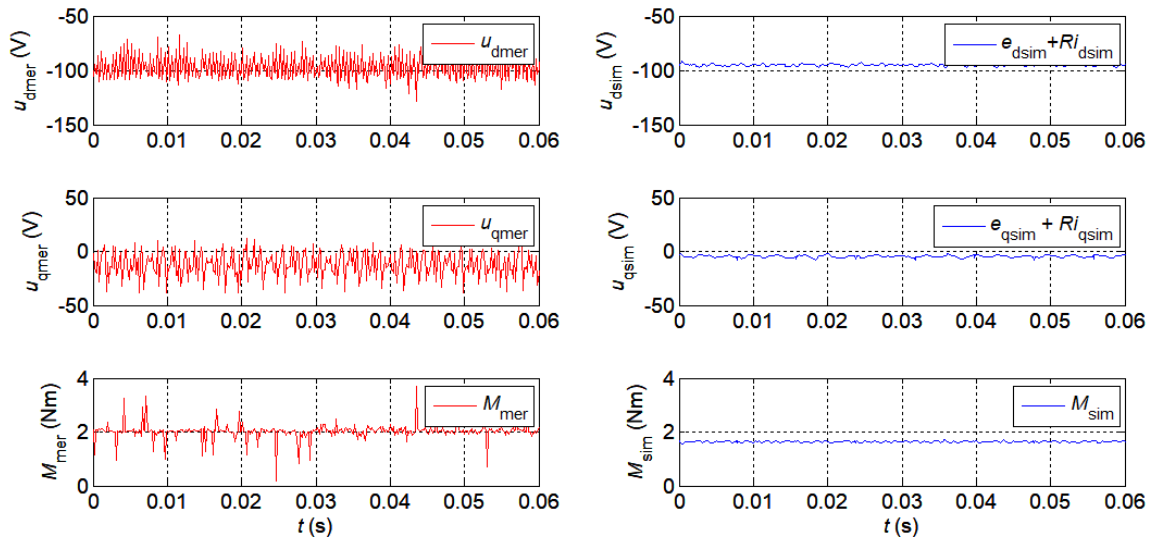 -50
-100
-150
u_dmer (V)
u_dmer
0 0.01 0.02 0.03 0.04 0.05 0.06
-50
-100
-150
u_dsim (V)
e_dsim+Ri_dsim
0 0.01 0.02 0.03 0.04 0.05 0.06
50
0
-50
u_qmer (V)
u_qmer
0 0.01 0.02 0.03 0.04 0.05 0.06
50
0
-50
u_qsim (V)
e_qsim + Ri_qsim
0 0.01 0.02 0.03 0.04 0.05 0.06
4
2
0
M_mer (Nm)
M_mer
0 0.01 0.02 0.03 0.04 0.05 0.06
t (s)
4
2
0
M_sim (Nm)
M_sim
0 0.01 0.02 0.03 0.04 0.05 0.06
t (s)